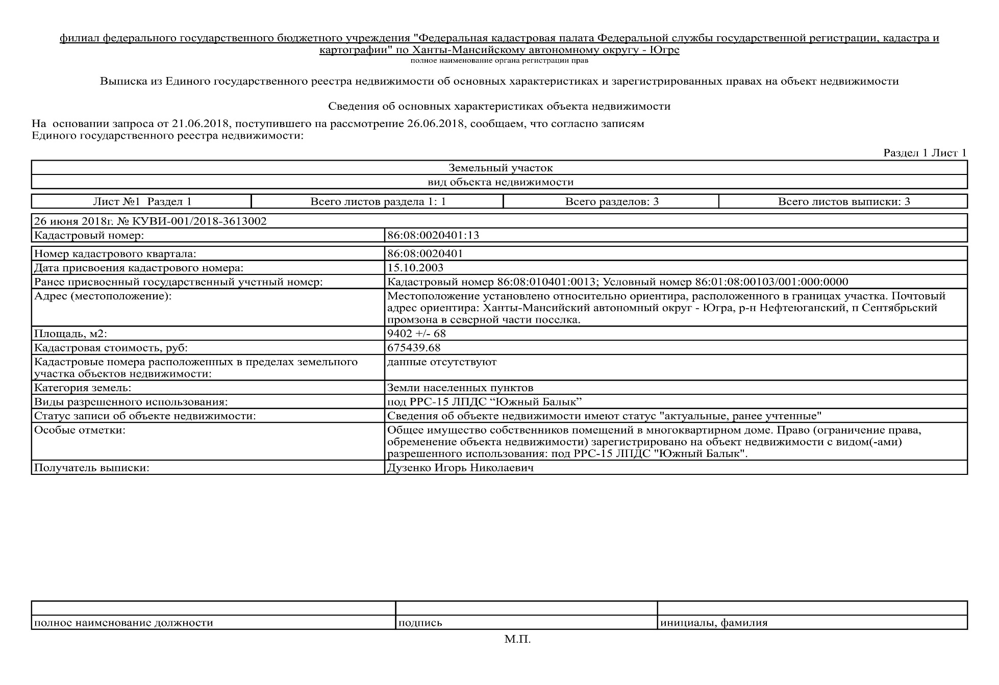 филиал федерального государственного бюджетного учреждения "Федеральная кадастровая палата Федеральной службы государственной регистрации, кадастра и
картографии" по Ханты-Мансийскому автономному округу - Югре
полное наименование органа регистрации прав
Выписка из Единого государственного реестра недвижимости об основных характеристиках и зарегистрированных правах на объект недвижимости
Сведения об основных характеристиках объекта недвижимости
На основании запроса от 21.06.2018, поступившего на рассмотрение 26.06.2018, сообщаем, что согласно записям
Единого государственного реестра недвижимости:
Раздел 1 Лист 1
Земельный участок
вид объекта недвижимости
Лист №1 Раздел 1 Всего листов раздела 1: 1 Всего разделов: 3 Всего листов выписки: 3
26 июня 2018г. № КУВИ-001/2018-3613002
Кадастровый номер: 86:08:0020401:13
Номер кадастрового квартала: 86:08:0020401
Дата присвоения кадастрового номера: 15.10.2003
Ранее присвоенный государственный учетный номер: Кадастровый номер 86:08:010401:0013; Условный номер 86:01:08:00103/001:000:0000
Адрес (местоположение): Местоположение установлено относительно ориентира, расположенного в границах участка. Почтовый
адрес ориентира: Ханты-Мансийский автономный округ - Югра, р-н Нефтеюганский, п Сентябрьский
промзона в северной части поселка.
Площадь, м2: 9402 +/- 68
Кадастровая стоимость, руб: 675439.68
Кадастровые номера расположенных в пределах земельного данные отсутствуют
участка объектов недвижимости:
Категория земель: Земли населенных пунктов
Виды разрешенного использования: под РРС-15 ЛПДС “Южный Балык”
Статус записи об объекте недвижимости: Сведения об объекте недвижимости имеют статус "актуальные, ранее учтенные"
Особые отметки: Общее имущество собственников помещений в многоквартирном доме. Право (ограничение права,
обременение объекта недвижимости) зарегистрировано на объект недвижимости с видом(-ами)
разрешенного использования: под РРС-15 ЛПДС "Южный Балык".
Получатель выписки: Дузенко Игорь Николаевич
полное наименование должности подпись инициалы, фамилия
М.П.